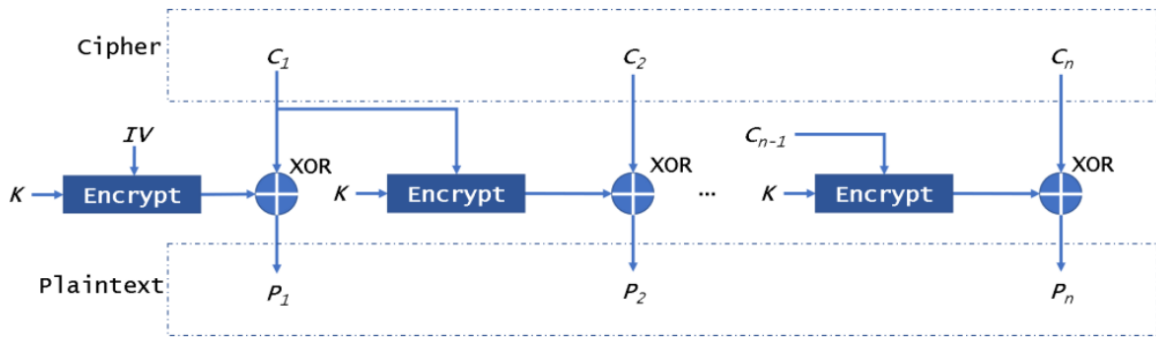 Cipher
C1 C2 Cn
IV Cn-1
XOR XOR XOR
K Encrypt K Encrypt ... K Encrypt
Plaintext
P1 P2 Pn